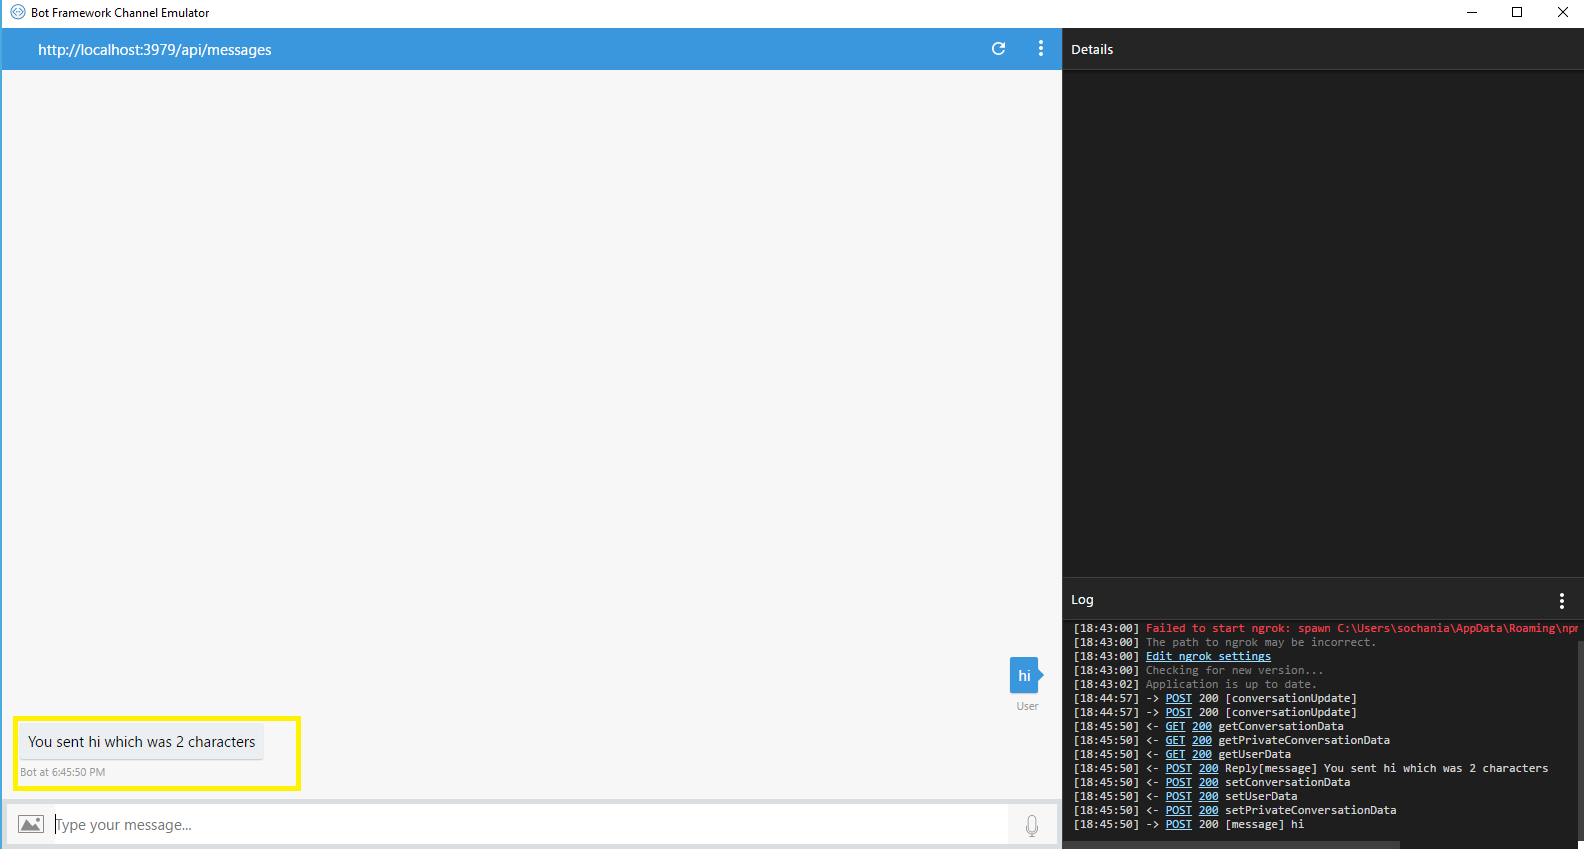 Bot Framework Channel Emulator
http://localhost:3979/api/messages
Details
hi
User
You sent hi which was 2 characters
Bot at 6:45:50 PM
Type your message...
Log
[18:43:00] Failed to start ngrok: spawn C:\Users\sochania\AppData\Roaming\npm
[18:43:00] The path to ngrok may be incorrect.
[18:43:00] Edit ngrok settings
[18:43:00] Checking for new version...
[18:43:02] Application is up to date.
[18:44:57] -> POST 200 [conversationUpdate]
[18:44:57] -> POST 200 [conversationUpdate]
[18:45:50] <- GET 200 getConversationData
[18:45:50] <- GET 200 getPrivateConversationData
[18:45:50] <- GET 200 getUserData
[18:45:50] <- POST 200 Reply[message] You sent hi which was 2 characters
[18:45:50] <- POST 200 setConversationData
[18:45:50] <- POST 200 setUserData
[18:45:50] <- POST 200 setPrivateConversationData
[18:45:50] -> POST 200 [message] hi